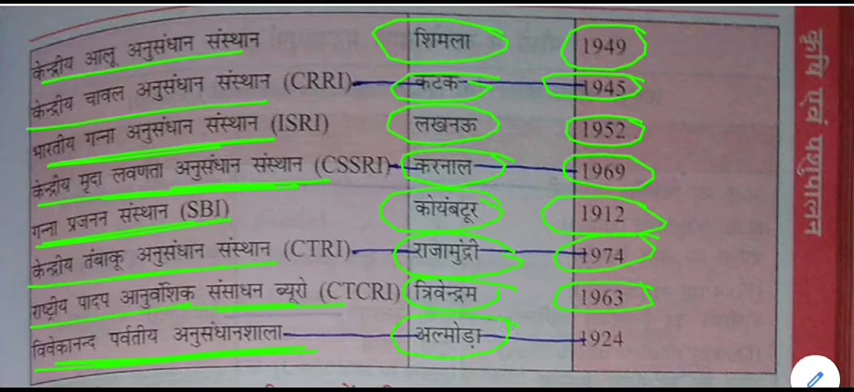 केन्द्रीय आलू अनुसंधान संस्थान शिमला 1949
केन्द्रीय चावल अनुसंधान संस्थान (CRRI) कटक 1945
भारतीय गन्ना अनुसंधान संस्थान (ISRI) लखनऊ 1952
केन्द्रीय मृदा लवणता अनुसंधान संस्थान (CSSRI) करनाल 1969
गन्ना प्रजनन संस्थान (SBI) कोयंबटूर 1912
केन्द्रीय तंबाकू अनुसंधान संस्थान (CTRI) राजामुंद्री 1974
राष्ट्रीय पादप आनुवंशिक संसाधन ब्यूरो (CTCRI) त्रिवेन्द्रम 1963
विवेकानन्द पर्वतीय अनुसंधानशाला अल्मोड़ा 1924
कृषि एवं पशुपालन